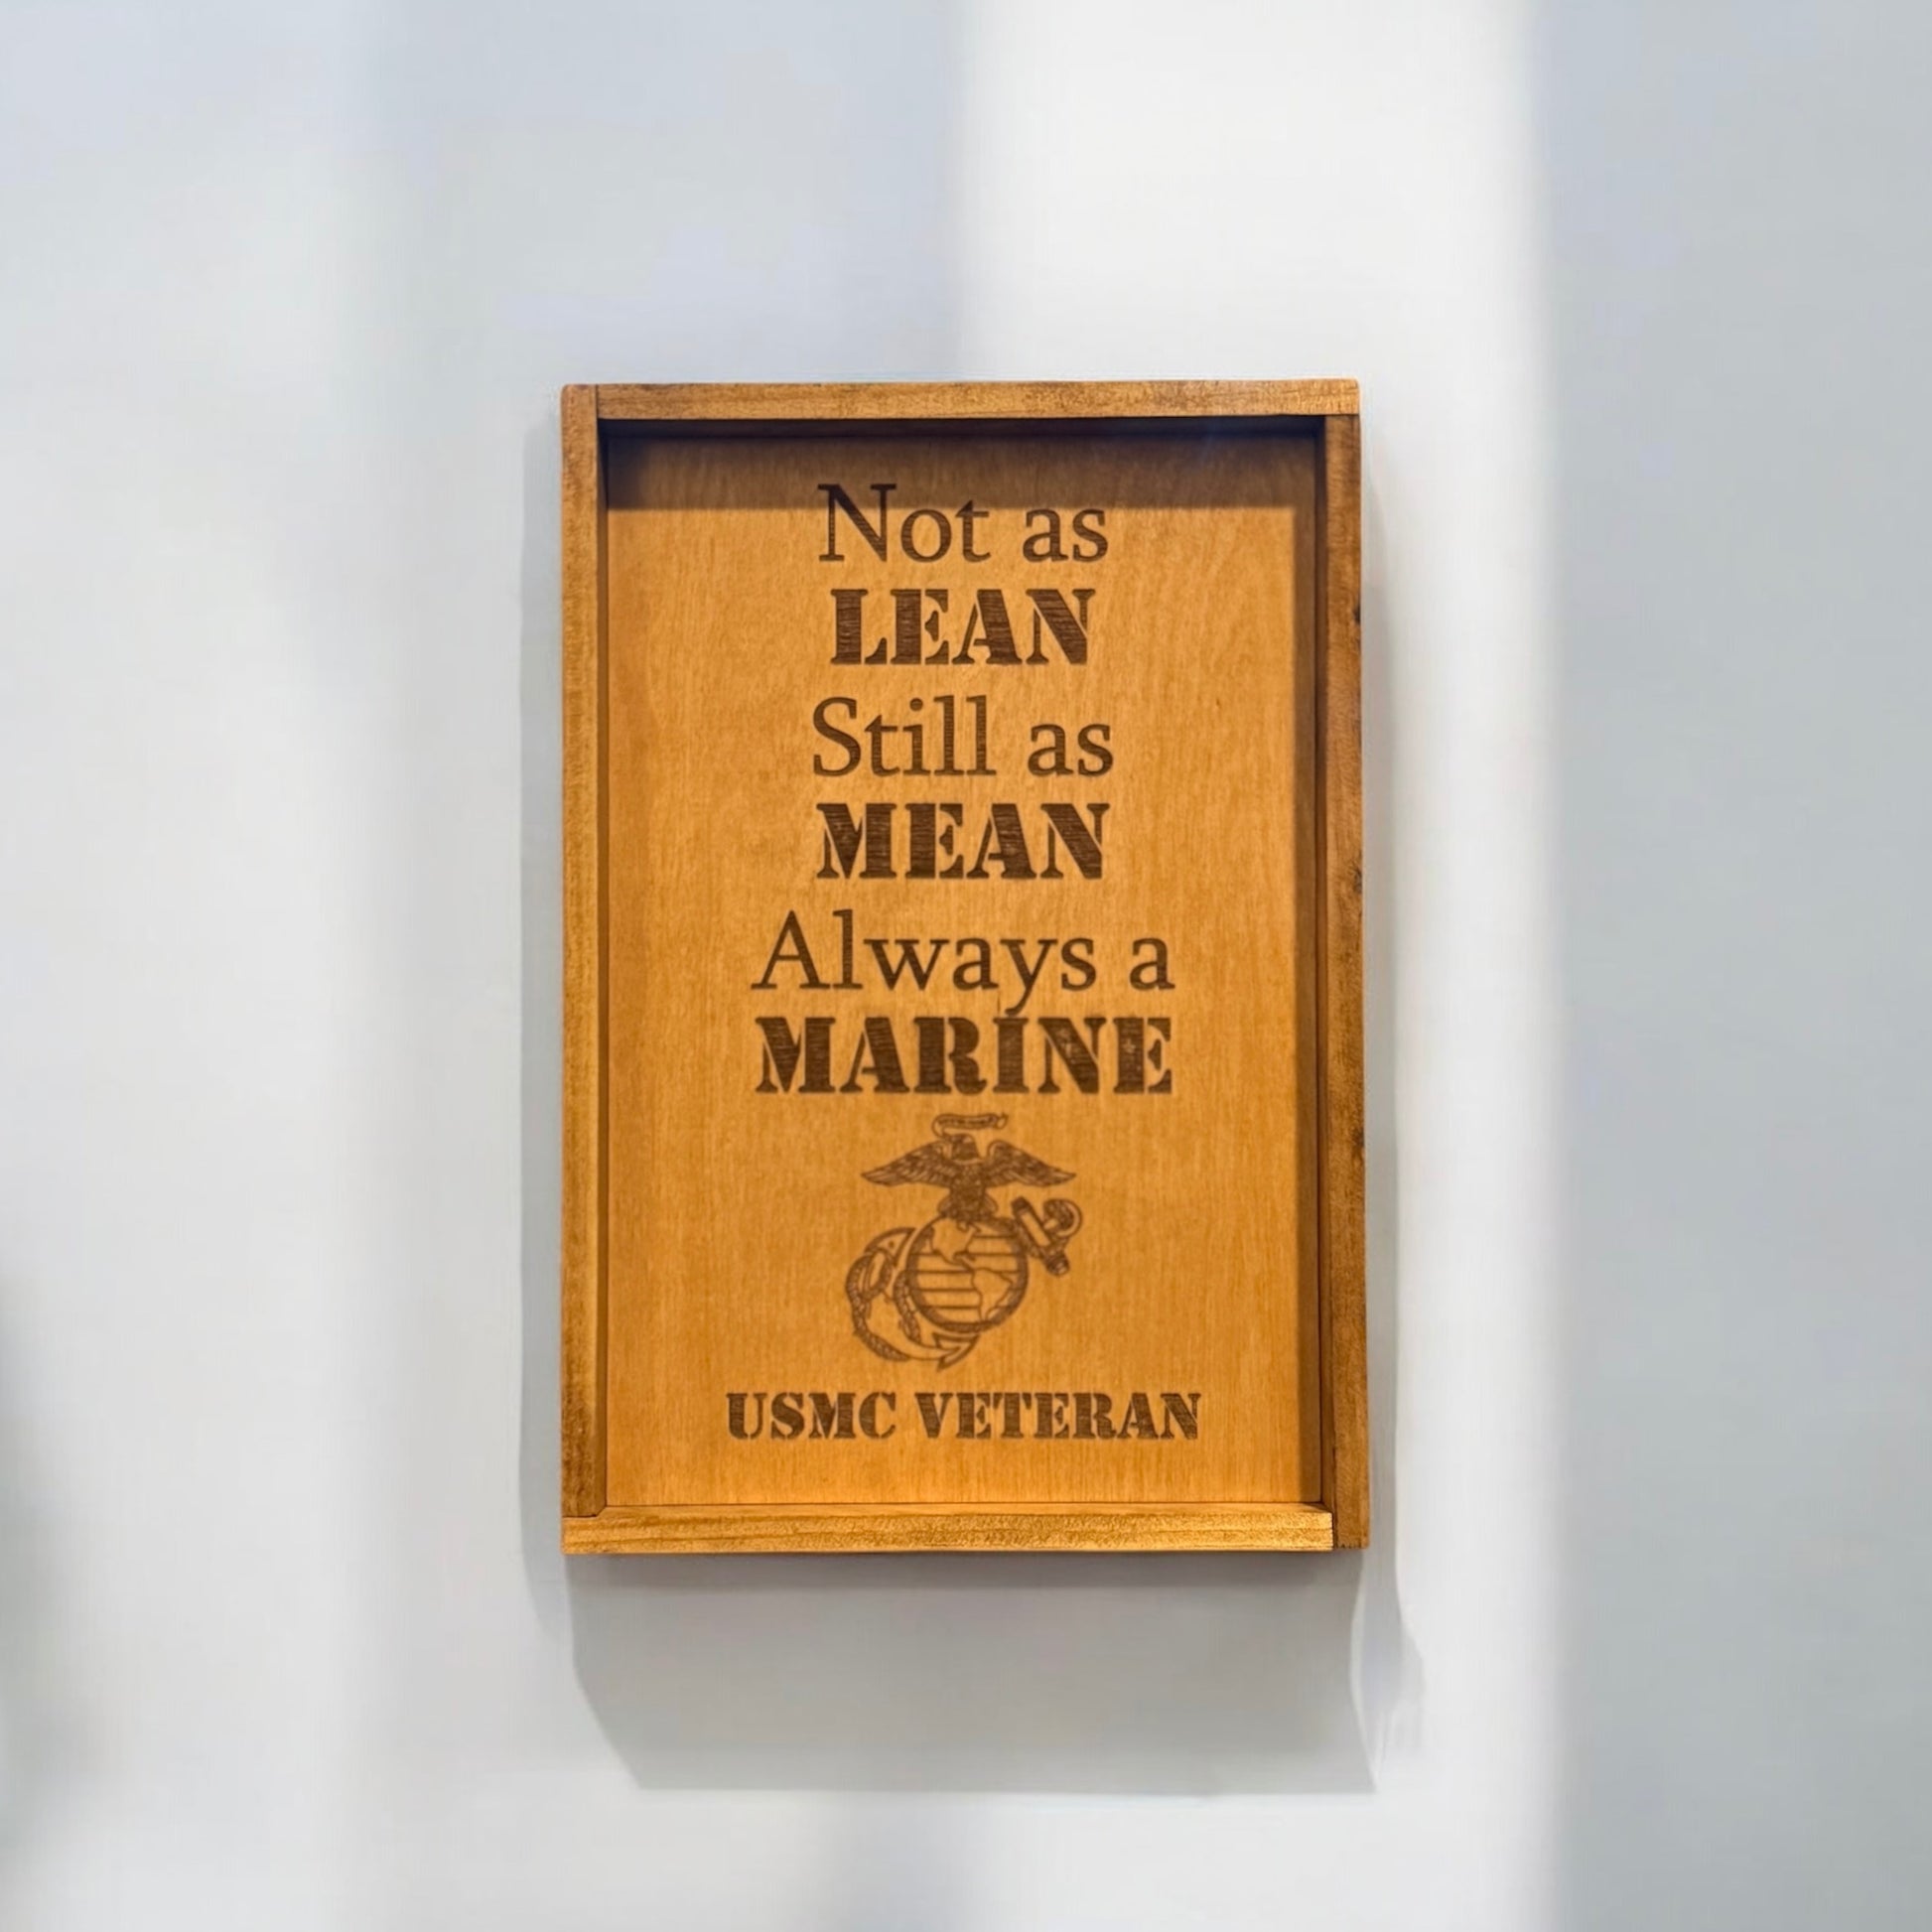 Not as
LEAN
Still as
MEAN
Always a
MARINE
USMC VETERAN